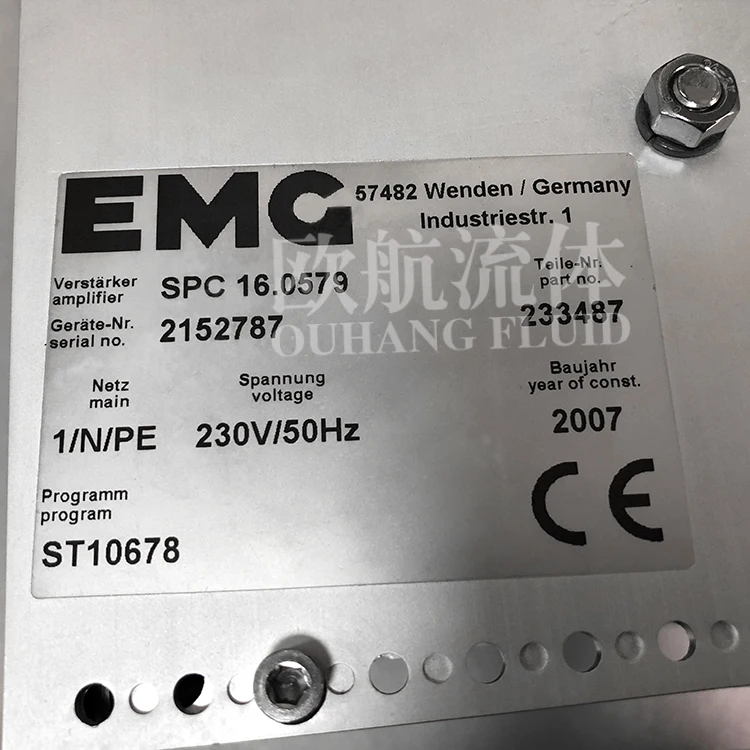 EMG
57482 Wenden / Germany
Industriestr. 1
Verstärker
amplifier
SPC 16.0579
Teile-Nr.
part no.
Geräte-Nr.
serial no.
2152787
233487
欧航流体
OUHANG FLUID
Netz
main
Spannung
voltage
Baujahr
year of const.
1/N/PE
230V/50Hz
2007
Programm
program
ST10678
CE